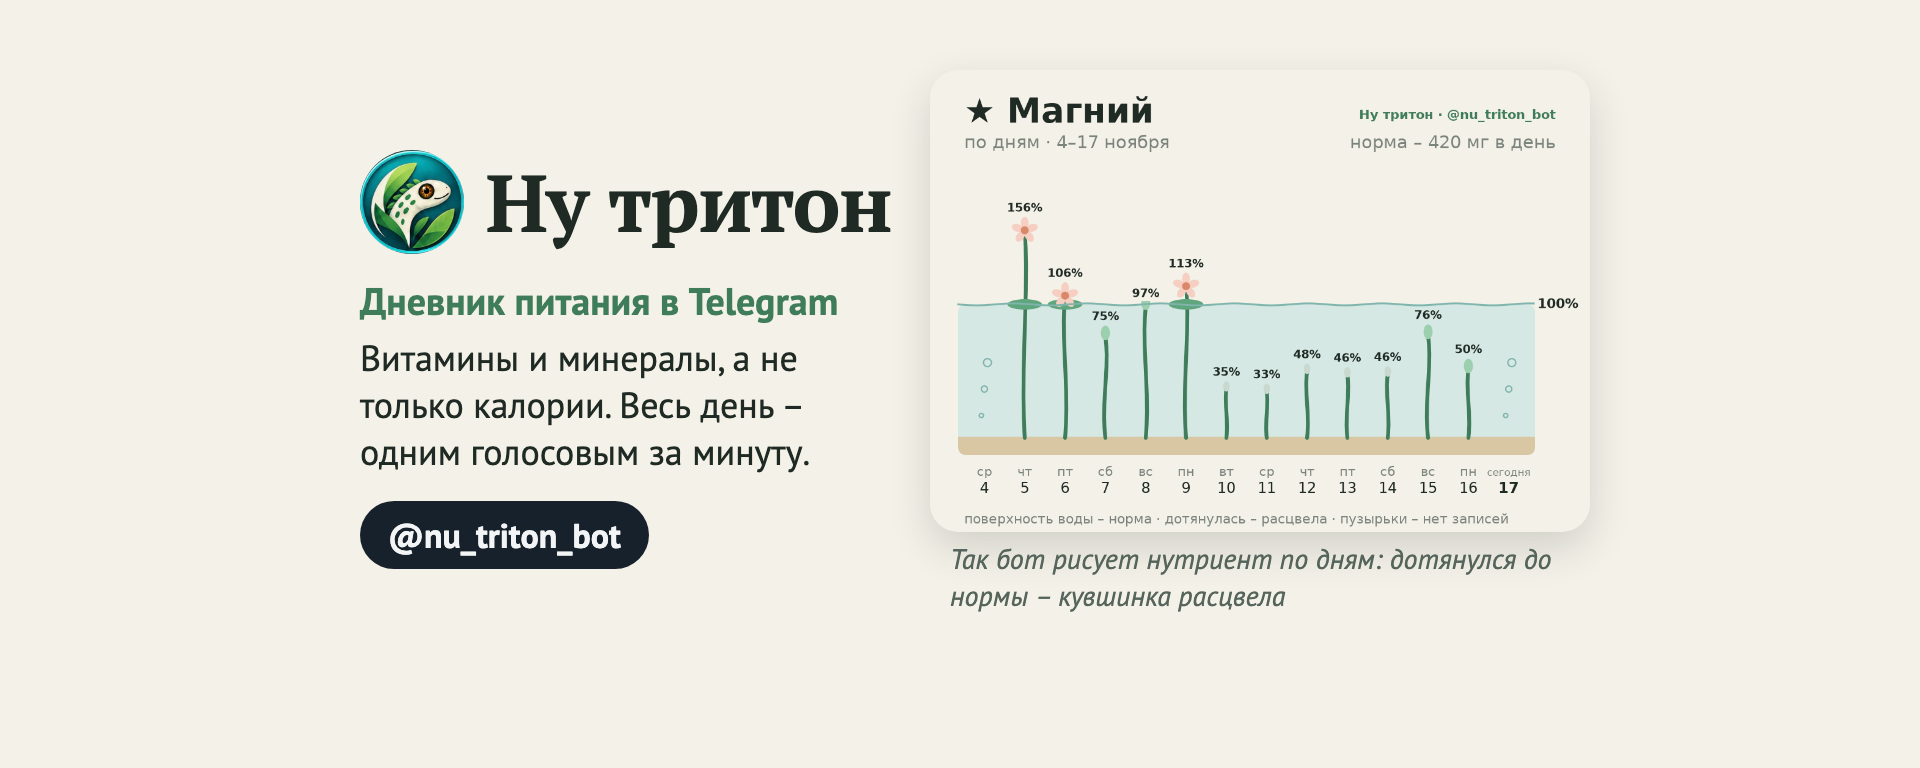 Ну тритон
Дневник питания в Telegram
Витамины и минералы, а не
только калории. Весь день –
одним голосовым за минуту.
@nu_triton_bot
★ Магний
Ну тритон · @nu_triton_bot
по дням · 4–17 ноября
норма – 420 мг в день
156%
106%
75%
97%
113%
35%
33%
48%
46%
46%
76%
50%
100%
ср чт пт сб вс пн вт ср чт пт сб вс пн сегодня
4 5 6 7 8 9 10 11 12 13 14 15 16 17
поверхность воды – норма · дотянулась – расцвела · пузырьки – нет записей
Так бот рисует нутриент по дням: дотянулся до
нормы – кувшинка расцвела